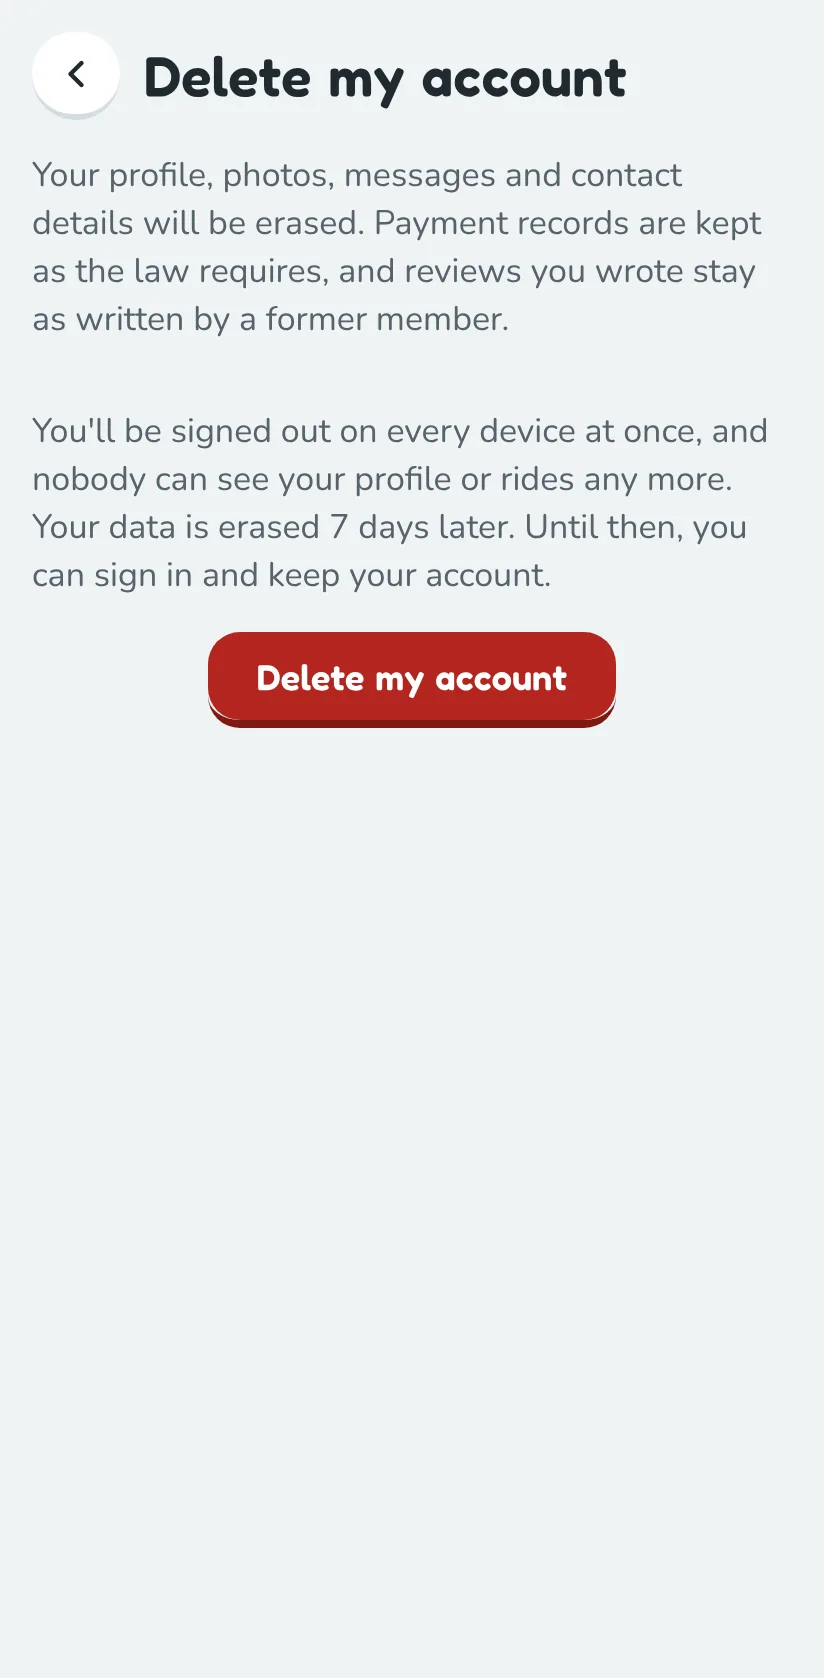 Delete my account
Your profile, photos, messages and contact
details will be erased. Payment records are kept
as the law requires, and reviews you wrote stay
as written by a former member.
You'll be signed out on every device at once, and
nobody can see your profile or rides any more.
Your data is erased 7 days later. Until then, you
can sign in and keep your account.
Delete my account